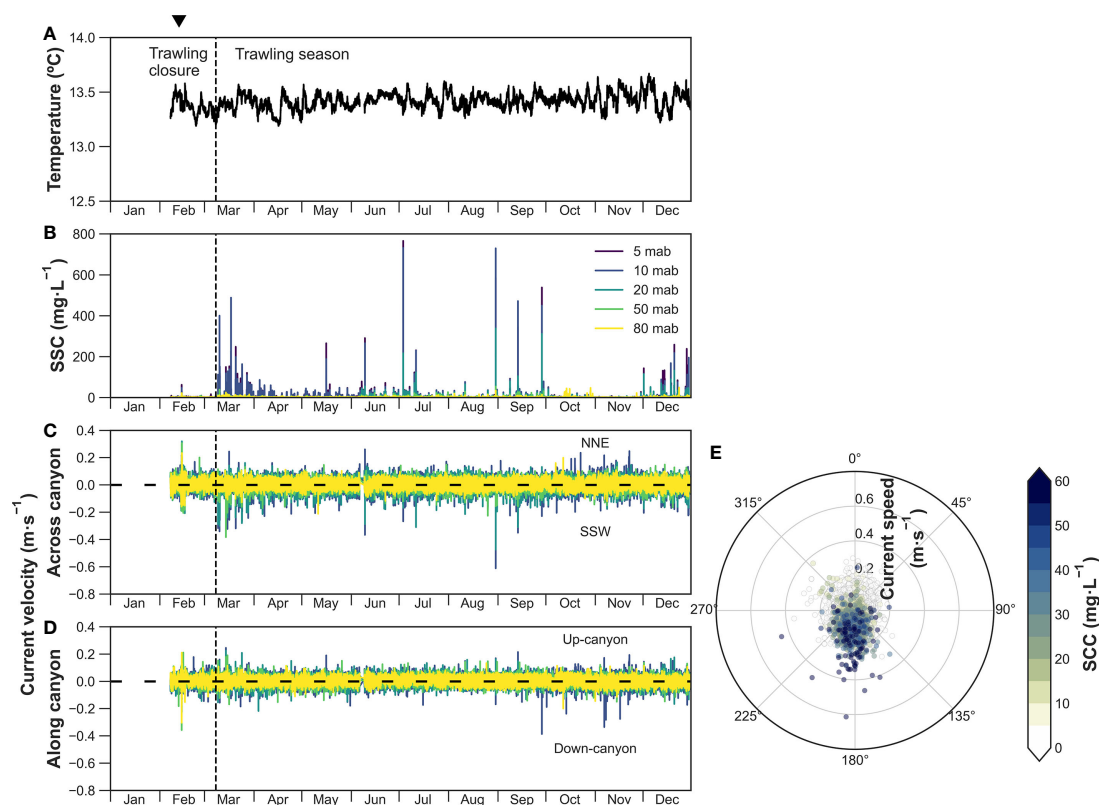 A
Temperature (ºC)
14.0
13.5
13.0
12.5
Trawling closure
Trawling season
Jan Feb Mar Apr May Jun Jul Aug Sep Oct Nov Dec
B
SSC (mg·L⁻¹)
800
600
400
200
0
5 mab
10 mab
20 mab
50 mab
80 mab
Jan Feb Mar Apr May Jun Jul Aug Sep Oct Nov Dec
Current velocity (m·s⁻¹)
C
Across canyon
0.4
0.2
0.0
−0.2
−0.4
−0.6
−0.8
NNE
SSW
Jan Feb Mar Apr May Jun Jul Aug Sep Oct Nov Dec
D
Along canyon
0.4
0.2
0.0
−0.2
−0.4
−0.6
−0.8
Up-canyon
Down-canyon
Jan Feb Mar Apr May Jun Jul Aug Sep Oct Nov Dec
E
0°
45°
90°
135°
180°
225°
270°
315°
0.6
0.4
0.2
Current speed
(m·s⁻¹)
60
50
40
30
20
10
0
SCC (mg·L⁻¹)